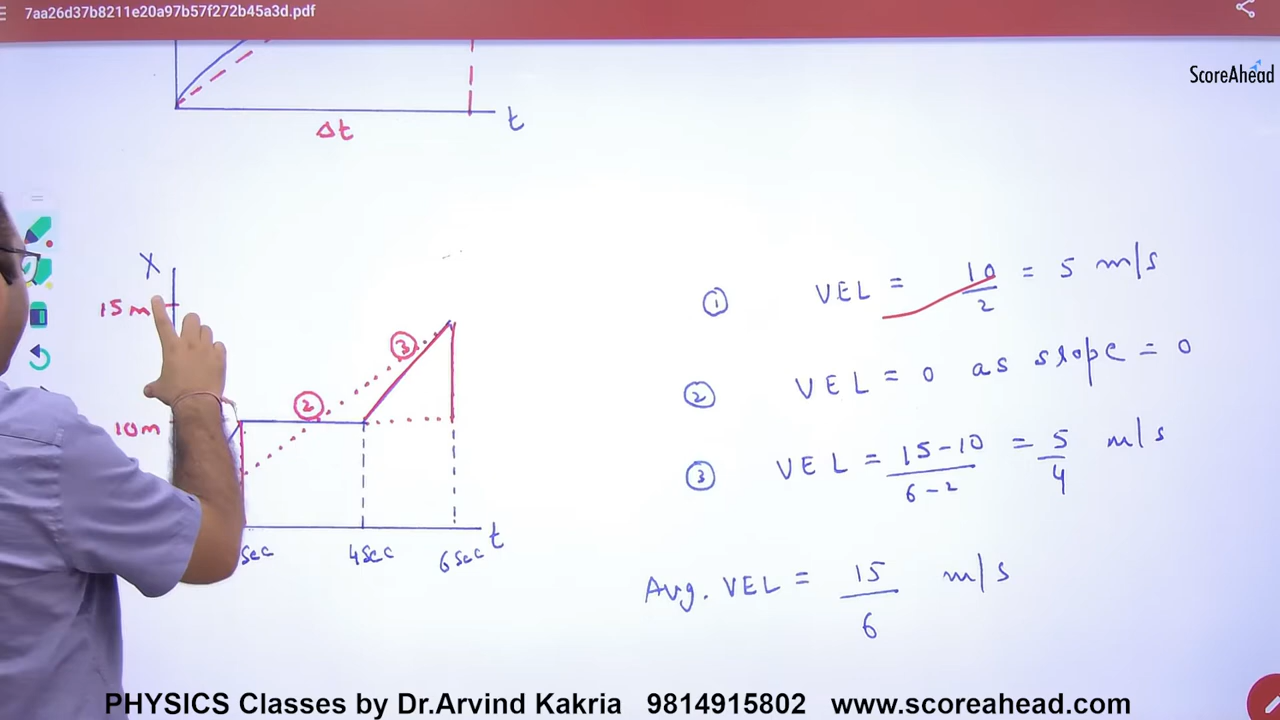 7aa26d37b8211e20a97b57f272b45a3d.pdf
ScoreAhead
t
Δt
X
15m
10m
②
③
sec
4sec
6sec
t
① VEL = 10/2 = 5 m/s
② VEL = 0 as slope = 0
③ VEL = 15-10/6-2 = 5/4 m/s
Avg. VEL = 15/6 m/s
PHYSICS Classes by Dr.Arvind Kakria 9814915802 www.scoreahead.com